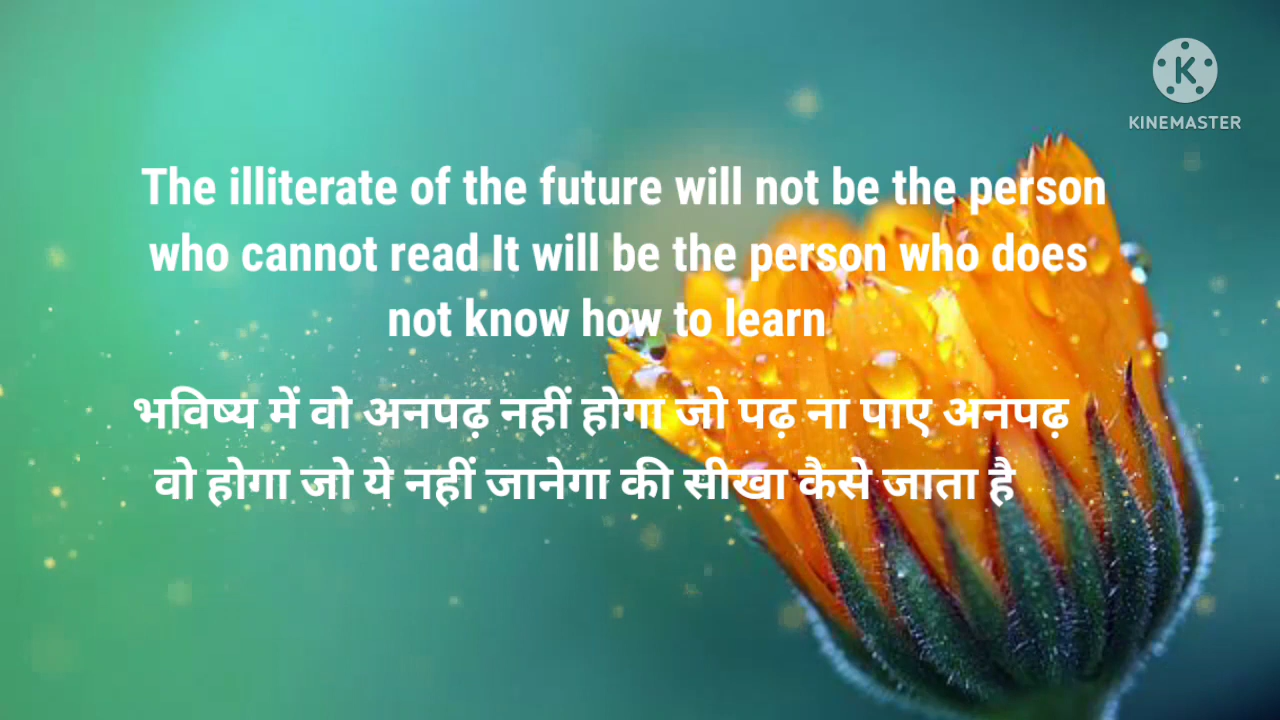 KINEMASTER
The illiterate of the future will not be the person
who cannot read It will be the person who does
not know how to learn
भविष्य में वो अनपढ़ नहीं होगा जो पढ़ ना पाए अनपढ़
वो होगा जो ये नहीं जानेगा की सीखा कैसे जाता है